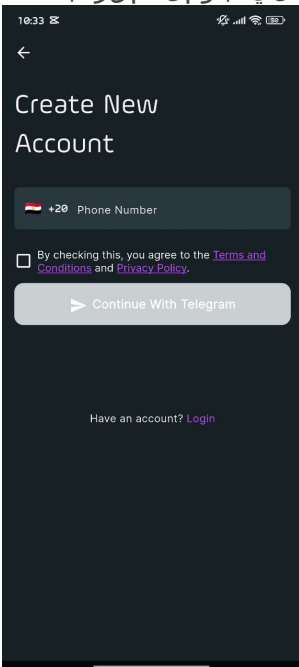 10:33
50
Create New
Account
+20 Phone Number
By checking this, you agree to the Terms and
Conditions and Privacy Policy.
Continue With Telegram
Have an account? Login